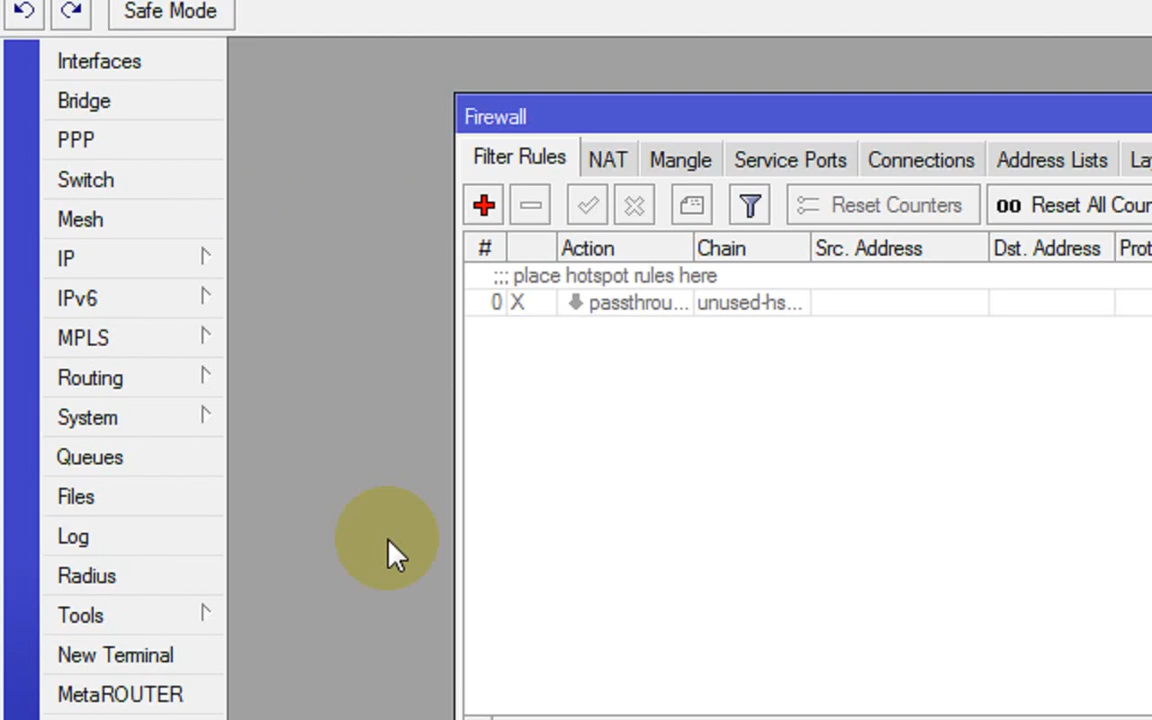 Safe Mode
Interfaces
Bridge
PPP
Switch
Mesh
IP
IPv6
MPLS
Routing
System
Queues
Files
Log
Radius
Tools
New Terminal
MetaROUTER
Firewall
Filter Rules NAT Mangle Service Ports Connections Address Lists La
Reset Counters 00 Reset All Cour
# Action Chain Src. Address Dst. Address Prot
;;; place hotspot rules here
0 X passthrou... unused-hs...